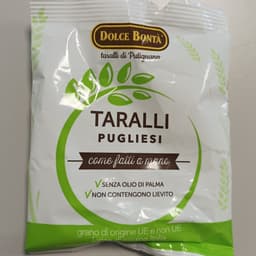 DOLCE BONTÀ
taralli di Putignano
TARALLI
PUGLIESI
come fatti a mano
SENZA OLIO DI PALMA
NON CONTENGONO LIEVITO
grano di origine UE e non UE